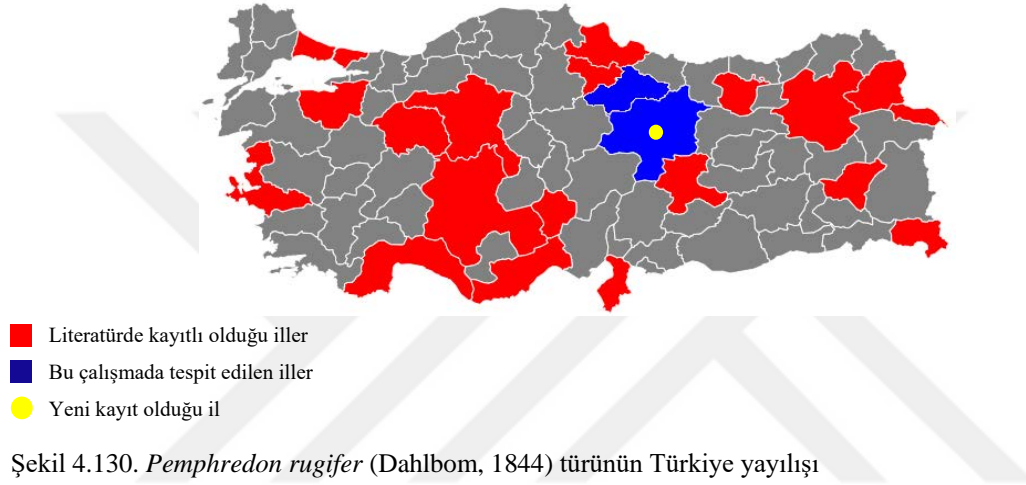 Literatürde kayıtlı olduğu iller
Bu çalışmada tespit edilen iller
Yeni kayıt olduğu il
Şekil 4.130. Pemphredon rugifer (Dahlbom, 1844) türünün Türkiye yayılışı